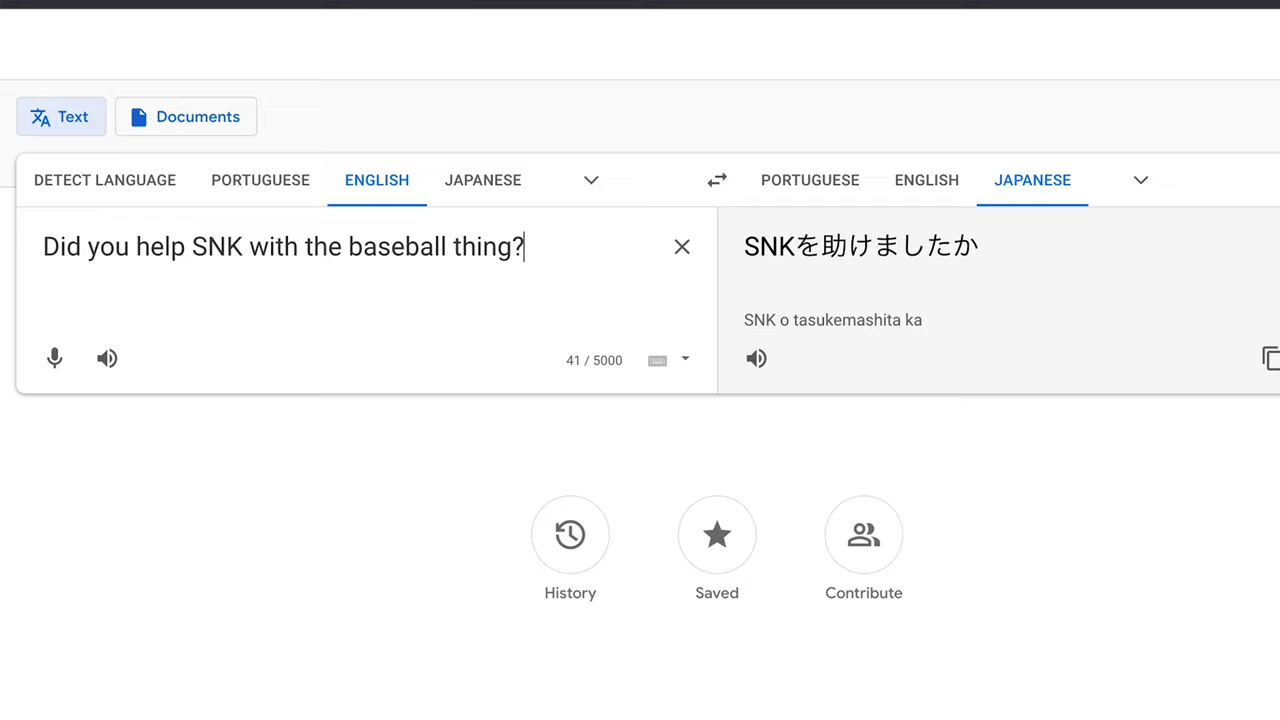 Text
Documents
DETECT LANGUAGE PORTUGUESE ENGLISH JAPANESE PORTUGUESE ENGLISH JAPANESE
Did you help SNK with the baseball thing?
SNKを助けましたか
SNK o tasukemashita ka
41 / 5000
History
Saved
Contribute